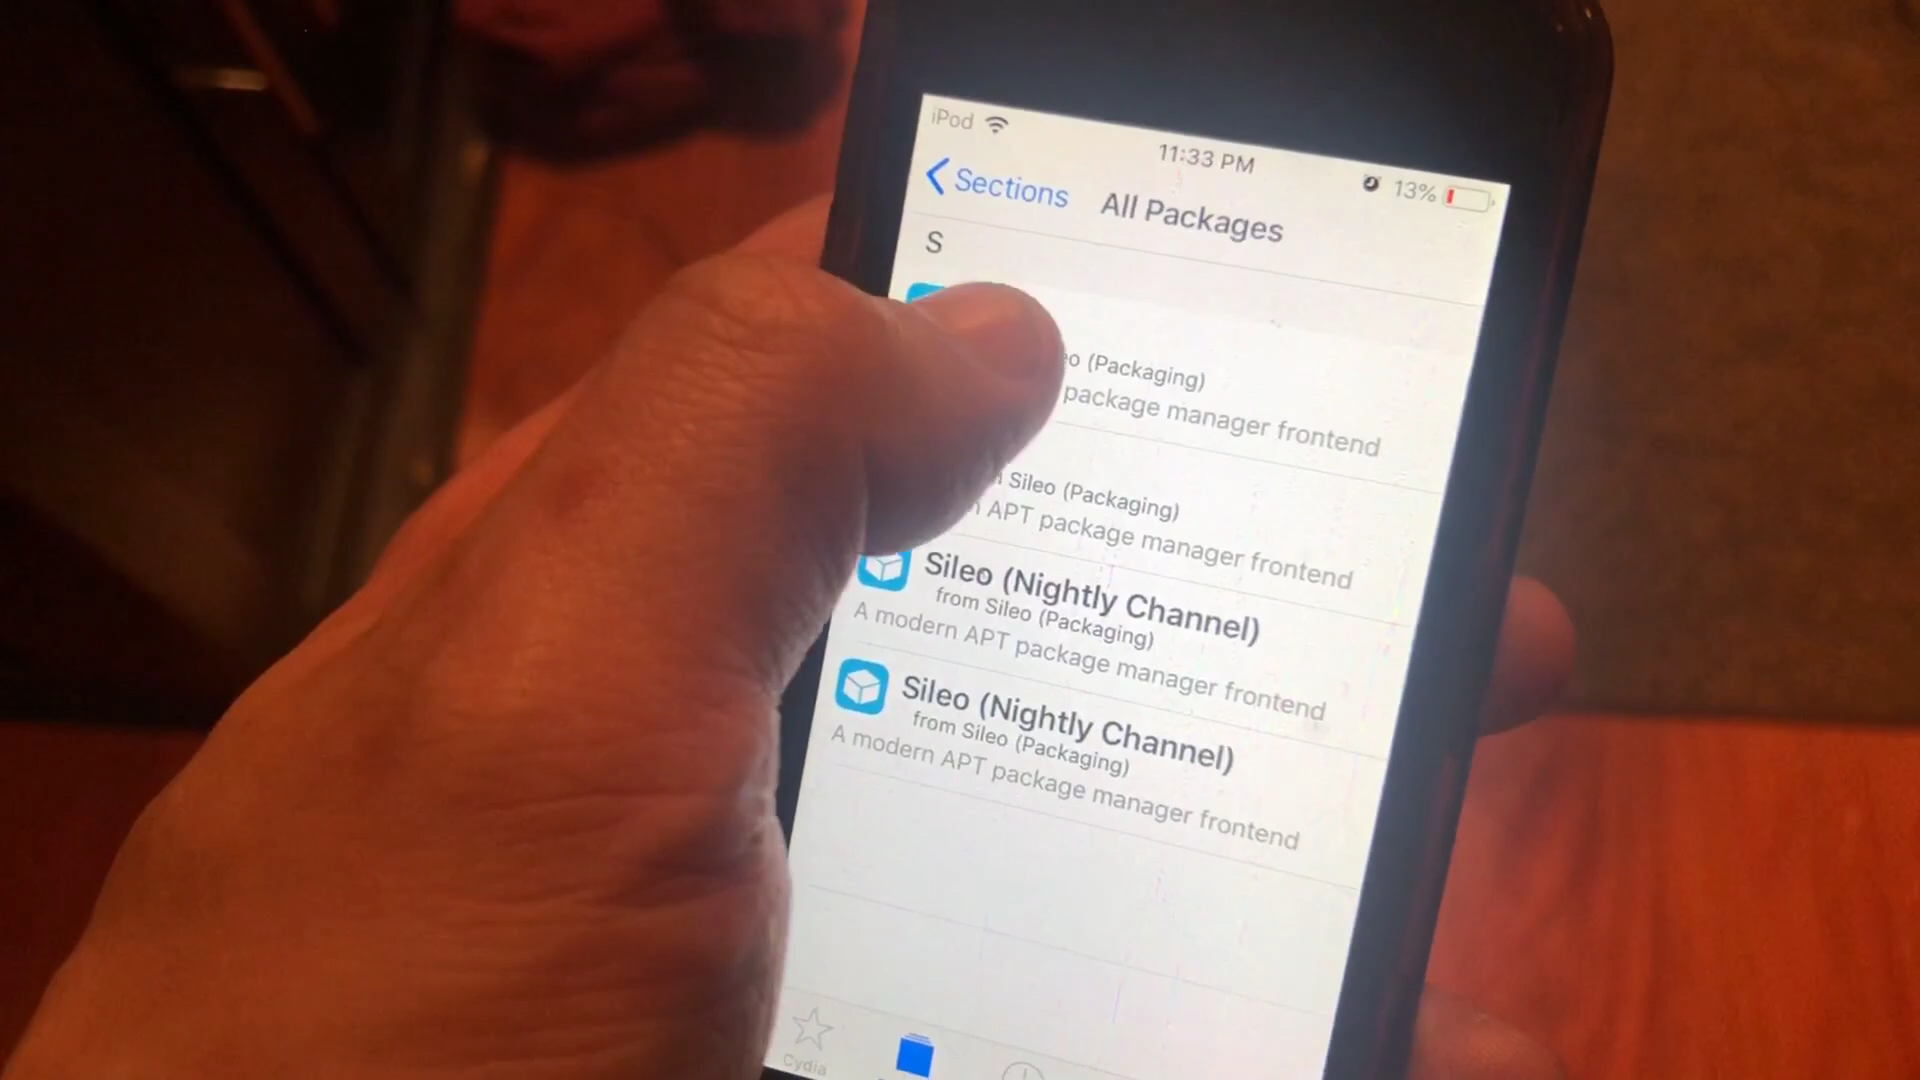 iPod
11:33 PM
13%
Sections
All Packages
S
(Packaging)
package manager frontend
Sileo (Packaging)
APT package manager frontend
Sileo (Nightly Channel)
from Sileo (Packaging)
A modern APT package manager frontend
Sileo (Nightly Channel)
from Sileo (Packaging)
A modern APT package manager frontend
Cydia